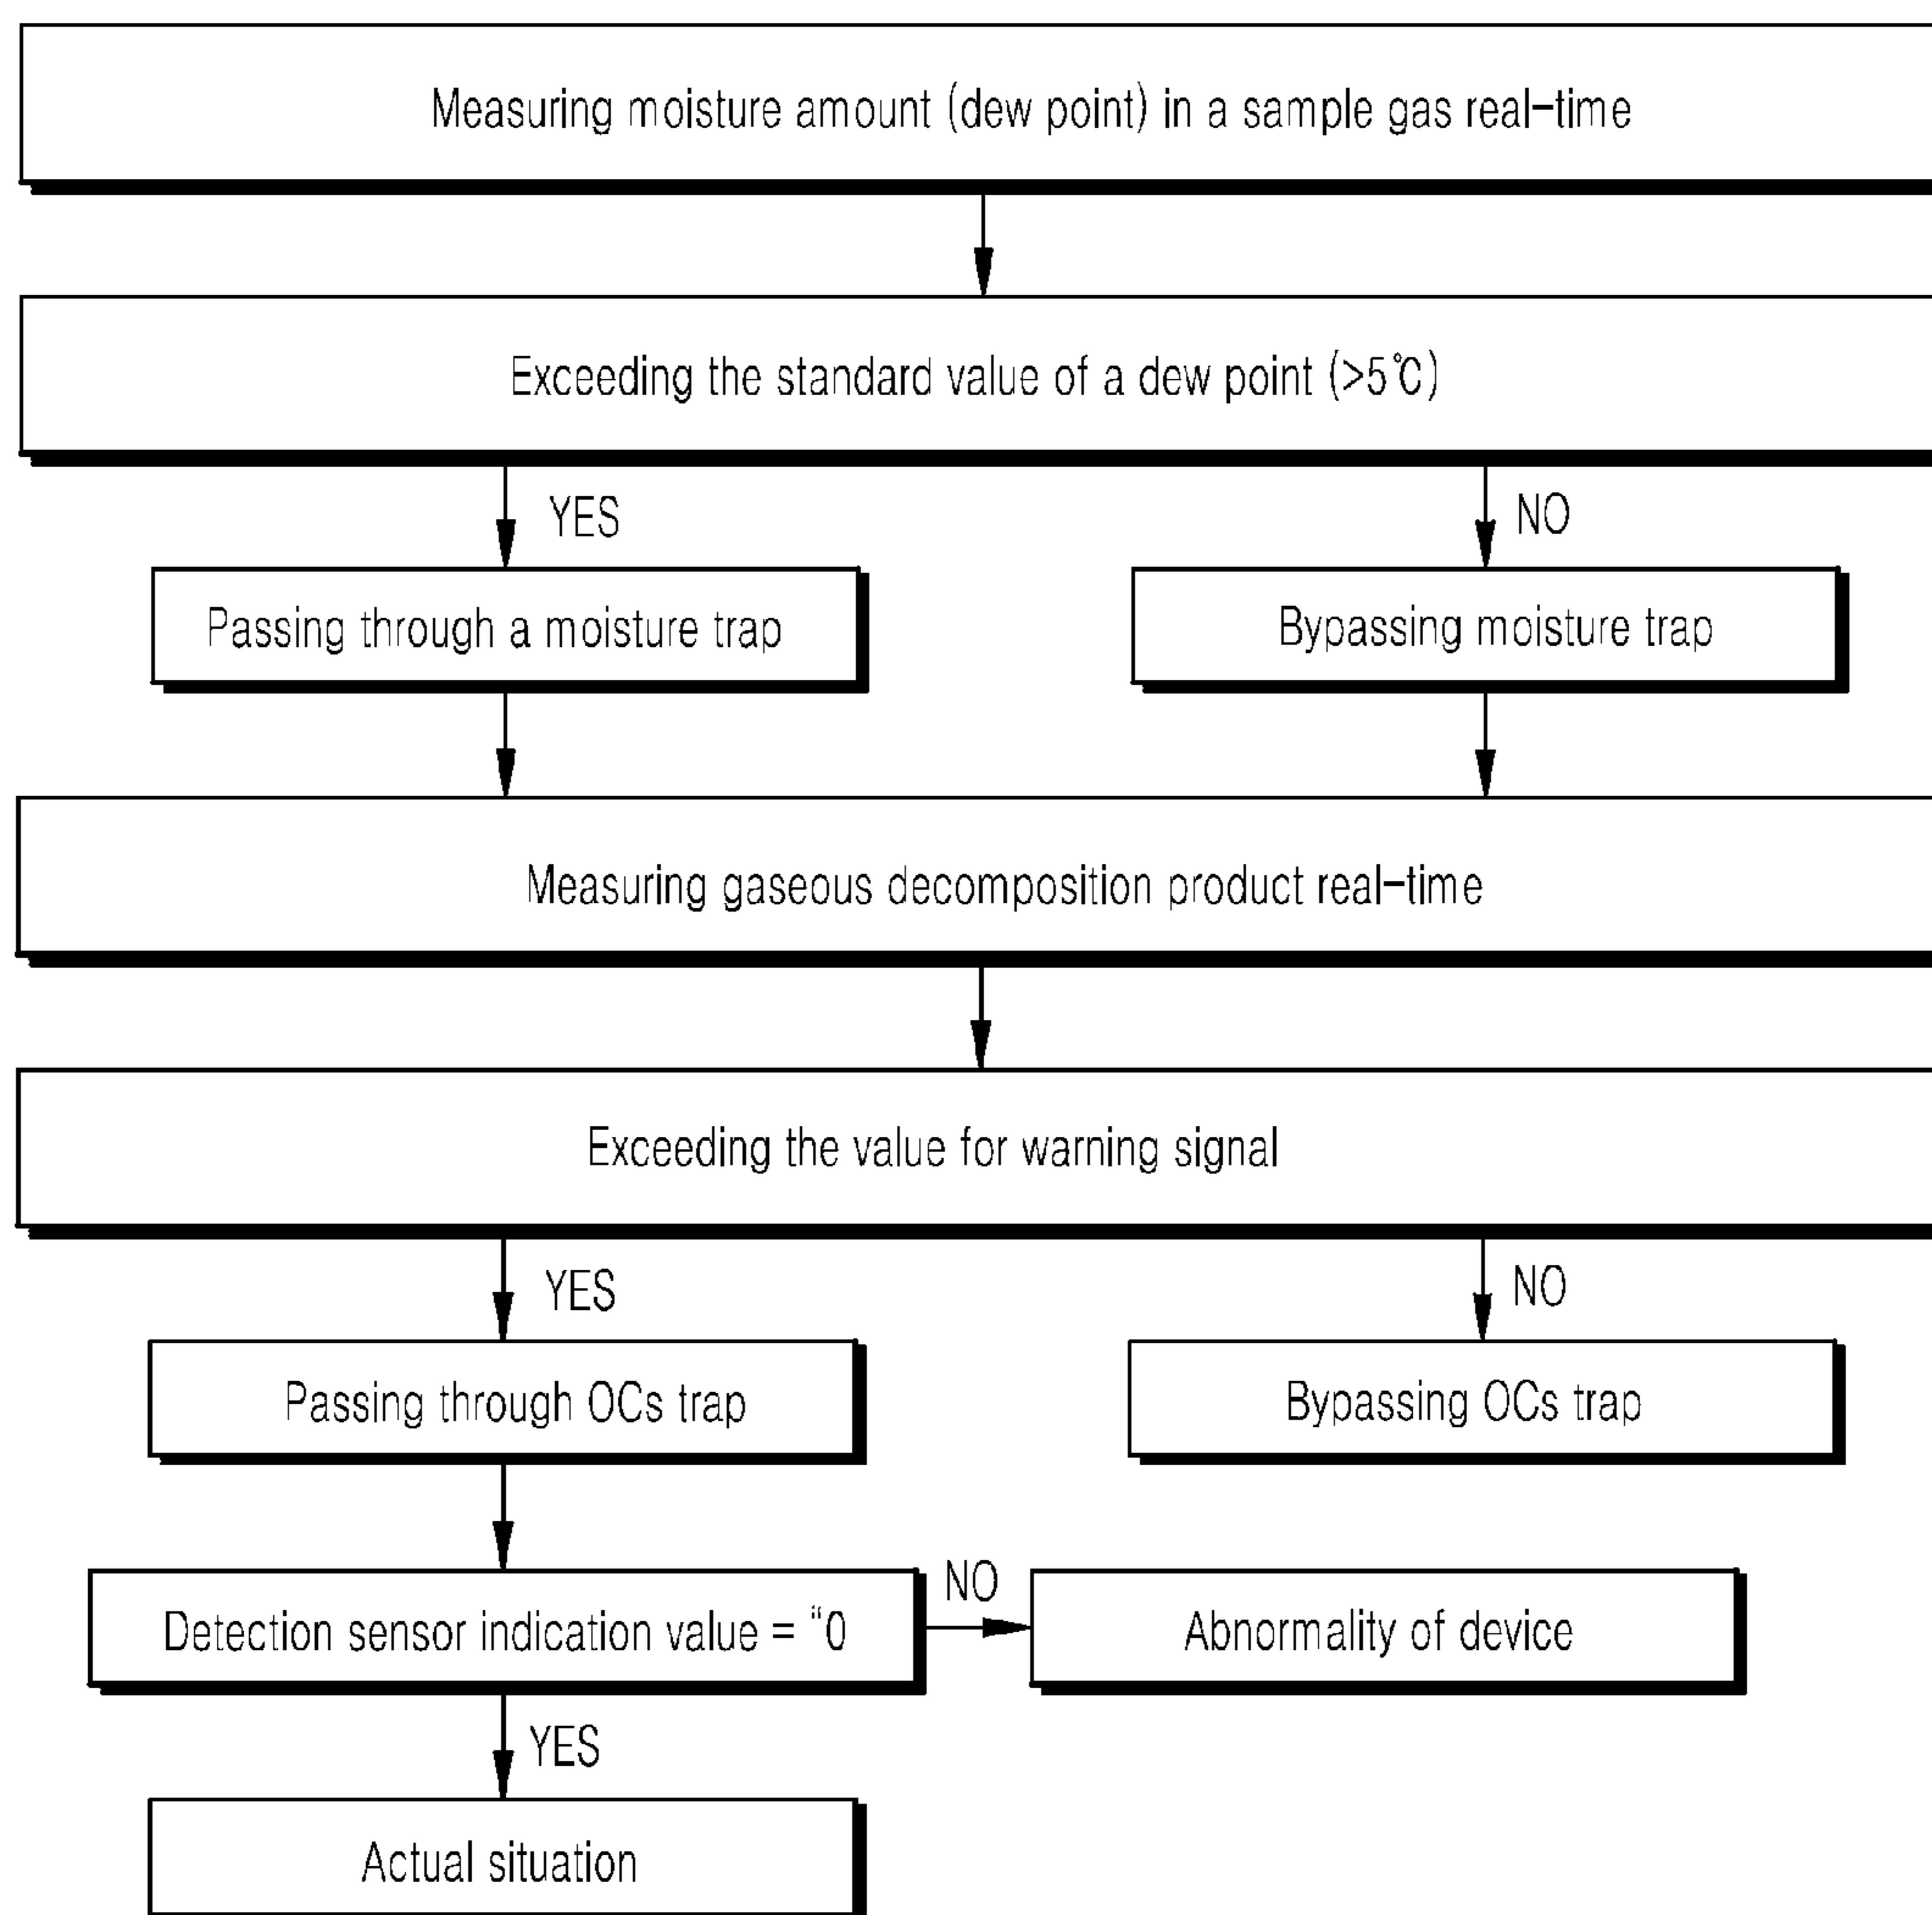 Measuring moisture amount (dew point) in a sample gas real-time
Exceeding the standard value of a dew point (>5℃)
YES
NO
Passing through a moisture trap
Bypassing moisture trap
Measuring gaseous decomposition product real-time
Exceeding the value for warning signal
YES
NO
Passing through OCs trap
Bypassing OCs trap
Detection sensor indication value = “0
NO
Abnormality of device
YES
Actual situation